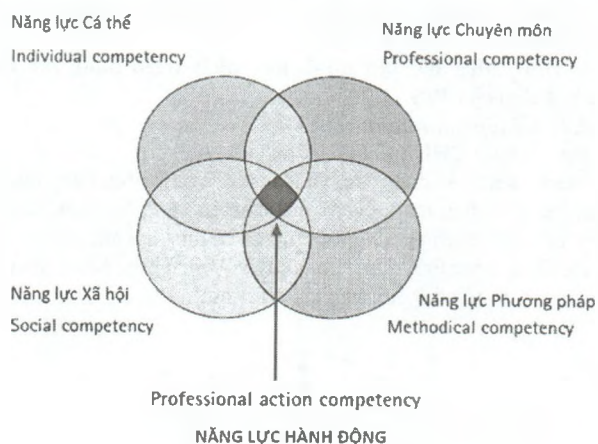 Năng lực Cá thể
Individual competency
Năng lực Chuyên môn
Professional competency
Năng lực Xã hội
Social competency
Năng lực Phương pháp
Methodical competency
Professional action competency
NĂNG LỰC HÀNH ĐỘNG